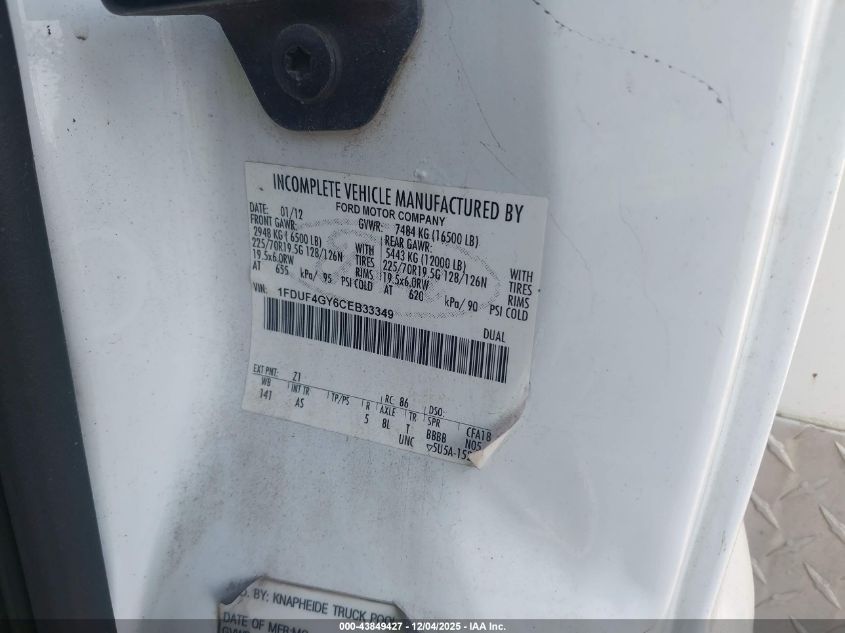 INCOMPLETE VEHICLE MANUFACTURED BY
FORD MOTOR COMPANY
DATE: 01/12 GVWR: 7484 KG (16500 LB)
FRONT GAWR: REAR GAWR:
2948 KG (6500 LB) WITH 5443 KG (12000 LB) WITH
225/70R19.5G 128/126N TIRES 225/70R19.5G 128/126N TIRES
19.5x6.0RW RIMS 19.5x6.0RW RIMS
AT 655 kPa/ 95 PSI COLD AT 620 kPa/ 90 PSI COLD
VIN: 1FDUF4GY6CEB33349
DUAL
EXT PNT: Z1 RC: 86 DSO:
WB INT TR TP/PS R AXLE TR SPR CFA18
141 AS 5 BL T BBBB N05
UNC ▽5U5A-15
BY: KNAPHEIDE TRUCK
DATE OF MFR:
000-43849427 - 12/04/2025 - IAA Inc.